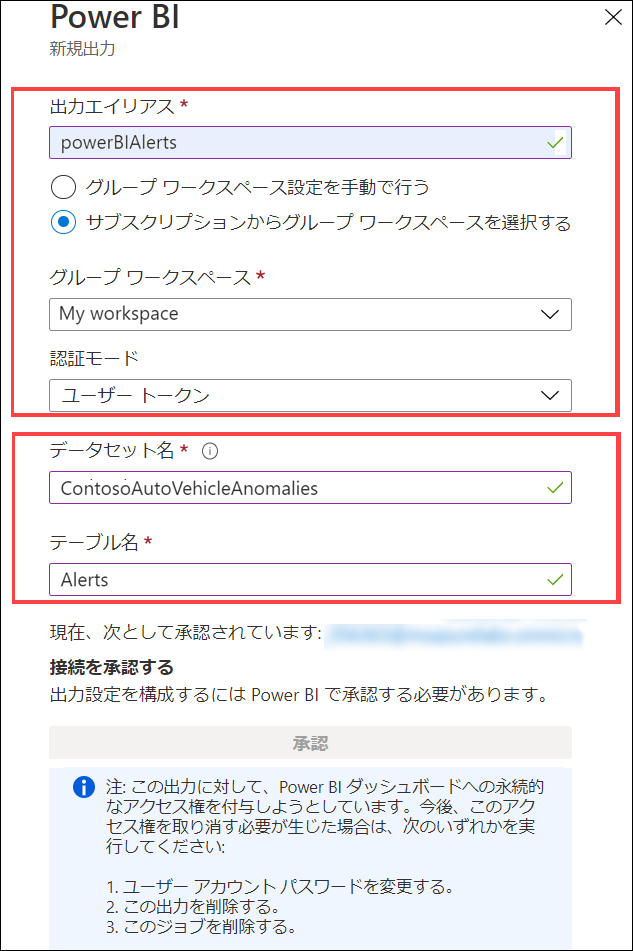 Power BI
新規出力
出力エイリアス *
powerBIAlerts
グループ ワークスペース設定を手動で行う
サブスクリプションからグループ ワークスペースを選択する
グループ ワークスペース *
My workspace
認証モード
ユーザー トークン
データセット名 *
ContosoAutoVehicleAnomalies
テーブル名 *
Alerts
現在、次として承認されています:
接続を承認する
出力設定を構成するには Power BI で承認する必要があります。
承認
注: この出力に対して、Power BI ダッシュボードへの永続的
なアクセス権を付与しようとしています。今後、このアク
セス権を取り消す必要が生じた場合は、次のいずれかを実
行してください:
1. ユーザー アカウント パスワードを変更する。
2. この出力を削除する。
3. このジョブを削除する。